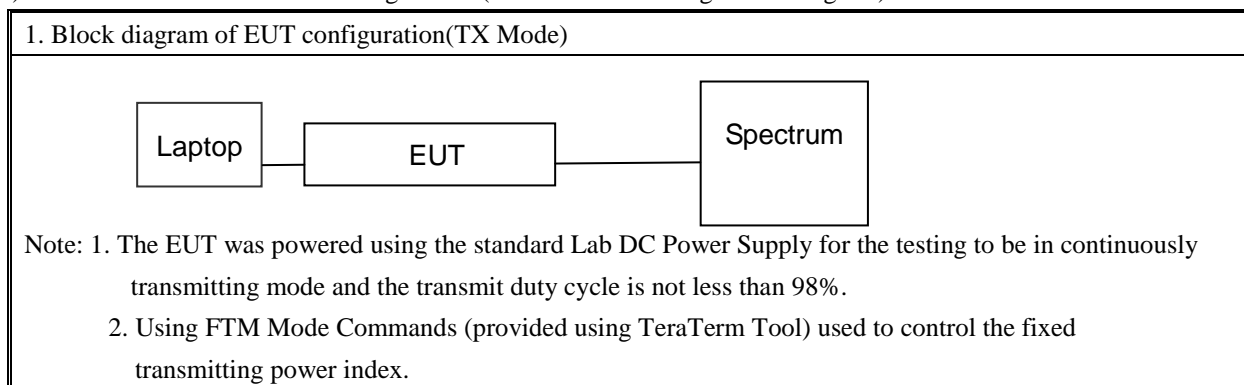 1. Block diagram of EUT configuration(TX Mode)
Laptop
EUT
Spectrum
Note: 1. The EUT was powered using the standard Lab DC Power Supply for the testing to be in continuously
transmitting mode and the transmit duty cycle is not less than 98%.
2. Using FTM Mode Commands (provided using TeraTerm Tool) used to control the fixed
transmitting power index.